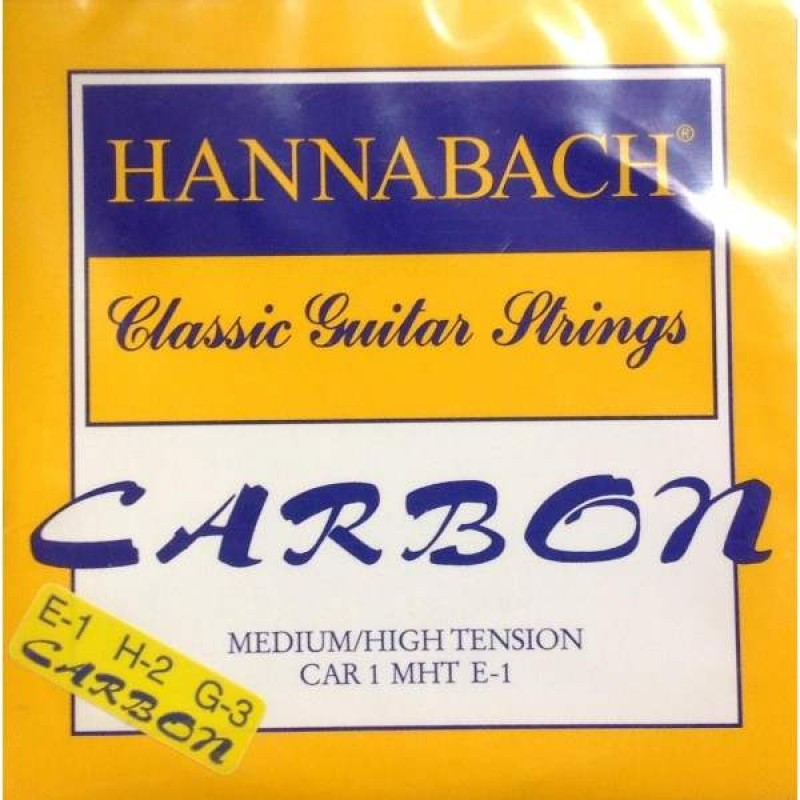 HANNABACH®
Classic Guitar Strings
CARBON
MEDIUM/HIGH TENSION
CAR 1 MHT E-1
E-1 H-2 G-3
CARBON